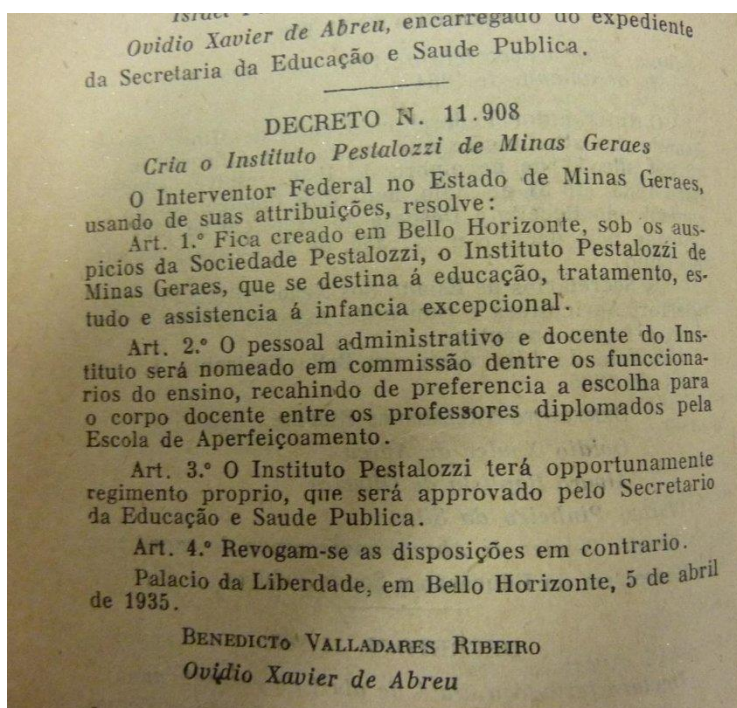 Ovidio Xavier de Abreu, encarregado do expediente
da Secretaria da Educação e Saude Publica.
DECRETO N. 11.908
Cria o Instituto Pestalozzi de Minas Geraes
O Interventor Federal no Estado de Minas Geraes,
usando de suas attribuições, resolve:
Art. 1.º Fica creado em Bello Horizonte, sob os aus-
picios da Sociedade Pestalozzi, o Instituto Pestalozzi de
Minas Geraes, que se destina á educação, tratamento, es-
tudo e assistencia á infancia excepcional.
Art. 2.º O pessoal administrativo e docente do Ins-
tituto será nomeado em commissão dentre os funcciona-
rios do ensino, recahindo de preferencia a escolha para
o corpo docente entre os professores diplomados pela
Escola de Aperfeiçoamento.
Art. 3.º O Instituto Pestalozzi terá opportunamente
regimento proprio, que será approvado pelo Secretario
da Educação e Saude Publica.
Art. 4.º Revogam-se as disposições em contrario.
Palacio da Liberdade, em Bello Horizonte, 5 de abril
de 1935.
BENEDICTO VALLADARES RIBEIRO
Ovidio Xavier de Abreu